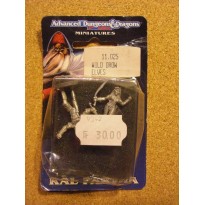 Advanced Dungeons & Dragons
MINIATURES
11.025
WILD DROW
ELVES
30.00
RAL PARTHA